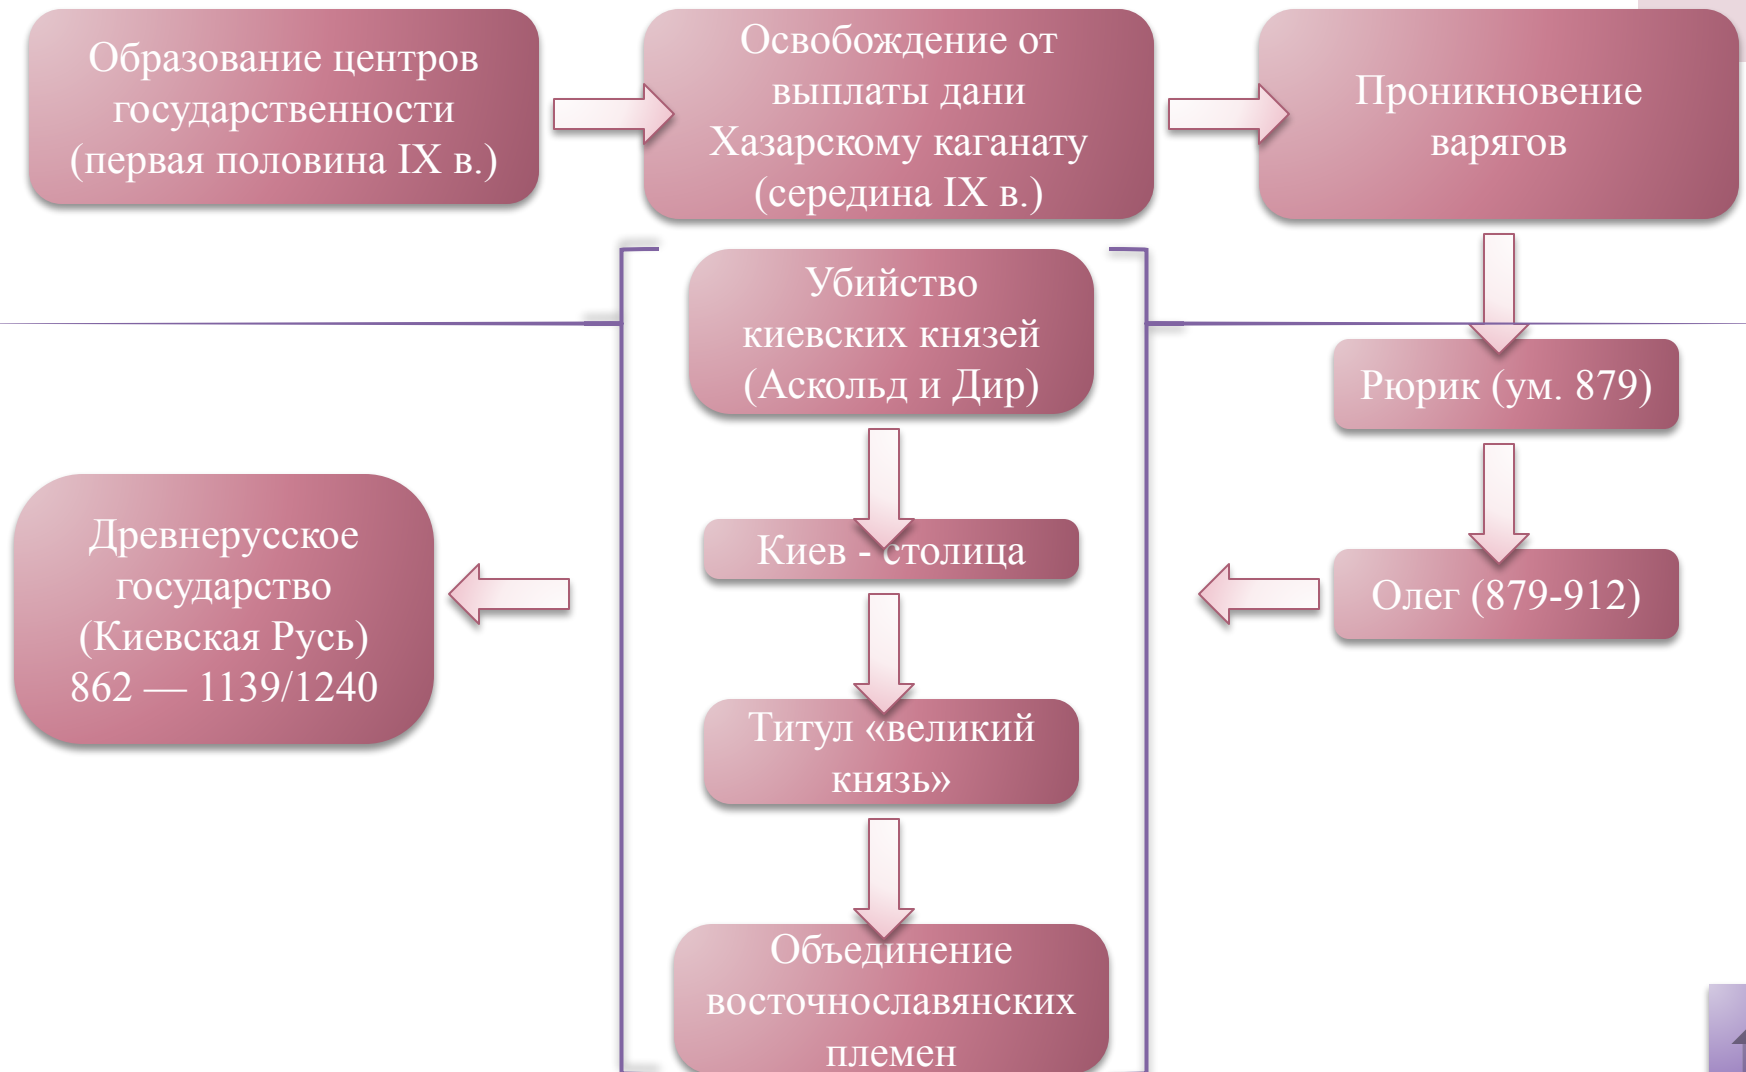 Образование центров
государственности
(первая половина IX в.)
Освобождение от
выплаты дани
Хазарскому каганату
(середина IX в.)
Проникновение
варягов
Рюрик (ум. 879)
Олег (879-912)
Убийство
киевских князей
(Аскольд и Дир)
Киев - столица
Титул «великий
князь»
Объединение
восточнославянских
племен
Древнерусское
государство
(Киевская Русь)
862 — 1139/1240